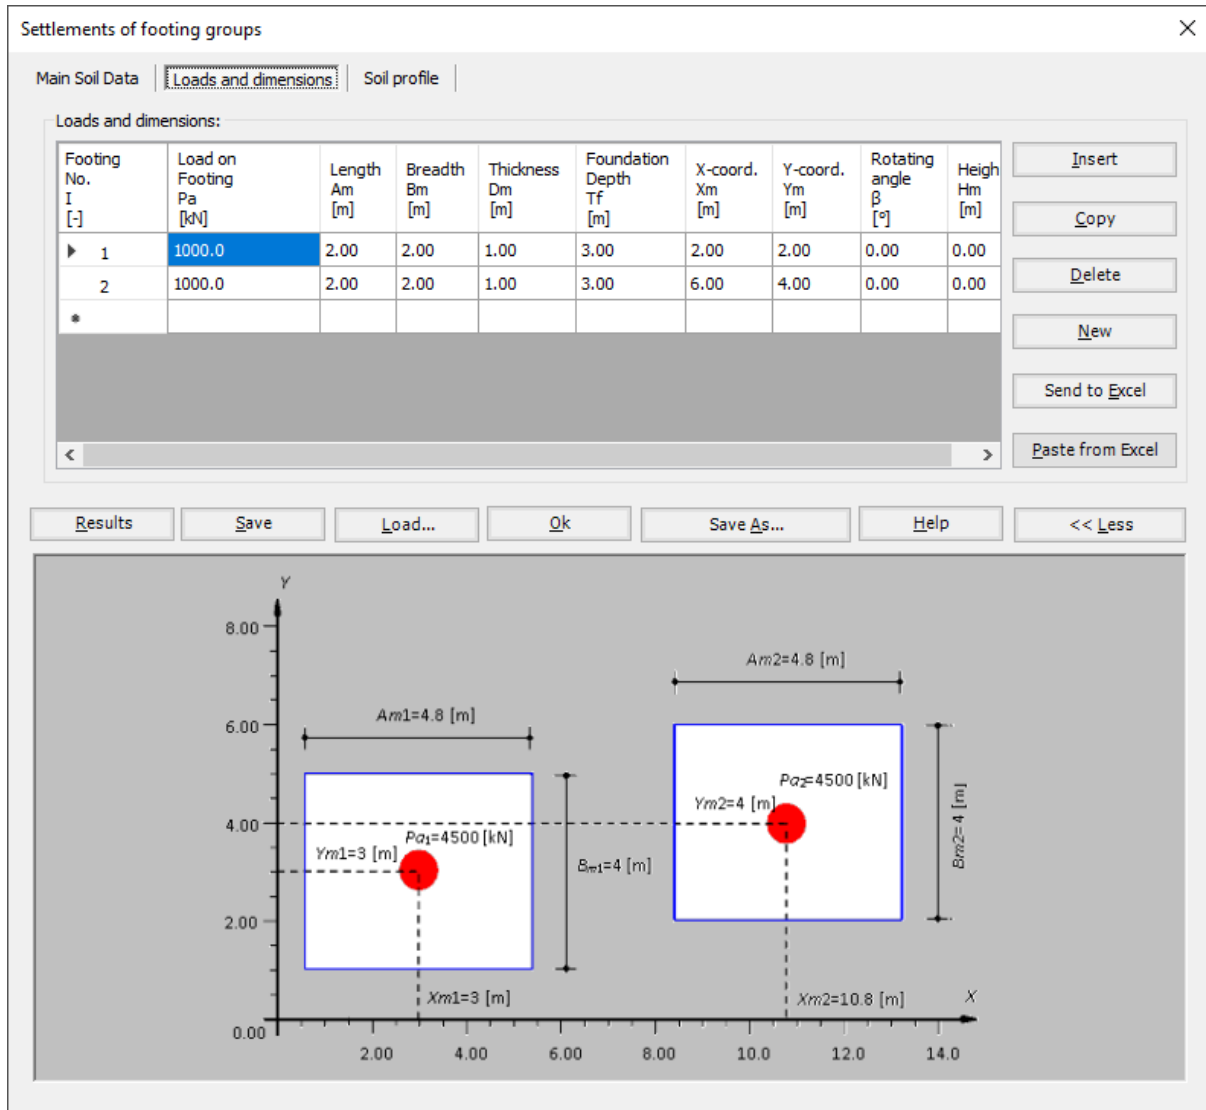 Settlements of footing groups
Main Soil Data Loads and dimensions Soil profile
Loads and dimensions:
Footing No. I [-] Load on Footing Pa [kN] Length Am [m] Breadth Bm [m] Thickness Dm [m] Foundation Depth Tf [m] X-coord. Xm [m] Y-coord. Ym [m] Rotating angle β [°] Heigh Hm [m]
1 1000.0 2.00 2.00 1.00 3.00 2.00 2.00 0.00 0.00
2 1000.0 2.00 2.00 1.00 3.00 6.00 4.00 0.00 0.00
*
Insert
Copy
Delete
New
Send to Excel
Paste from Excel
Results Save Load... Ok Save As... Help << Less
Y
8.00
Am2=4.8 [m]
Am1=4.8 [m]
6.00
Pa2=4500 [kN]
Ym2=4 [m]
Bm2=4 [m]
4.00
Pa1=4500 [kN]
Ym1=3 [m]
Bm1=4 [m]
2.00
Xm1=3 [m]
Xm2=10.8 [m]
X
0.00
2.00 4.00 6.00 8.00 10.0 12.0 14.0